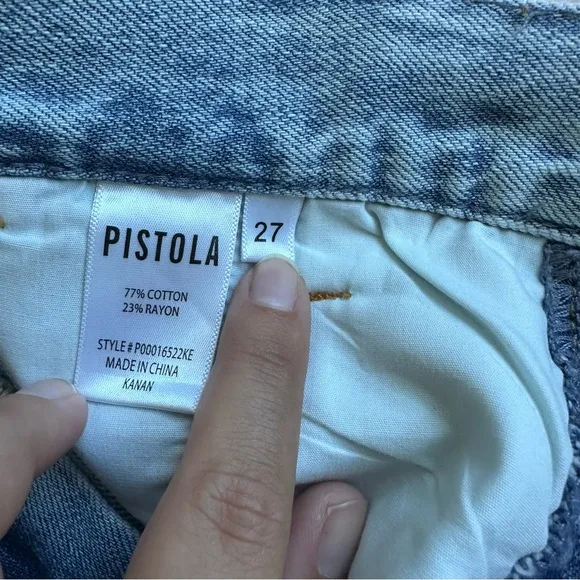 PISTOLA
27
77% COTTON
23% RAYON
STYLE # P00016522KE
MADE IN CHINA
KANAN